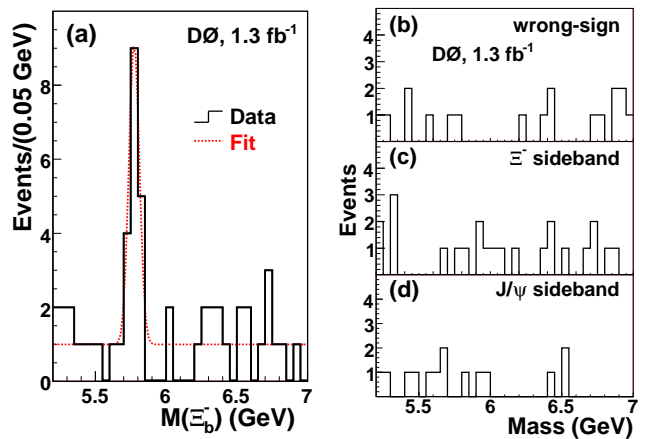 (a)
DØ, 1.3 fb⁻¹
Data
Fit
Events/(0.05 GeV)
8
6
4
2
0
5.5
6
6.5
7
M(Ξ⁻b) (GeV)
(b)
wrong-sign
DØ, 1.3 fb⁻¹
4
3
2
1
(c)
Ξ⁻ sideband
4
3
2
1
Events
(d)
J/ψ sideband
4
3
2
1
5.5
6
6.5
7
Mass (GeV)